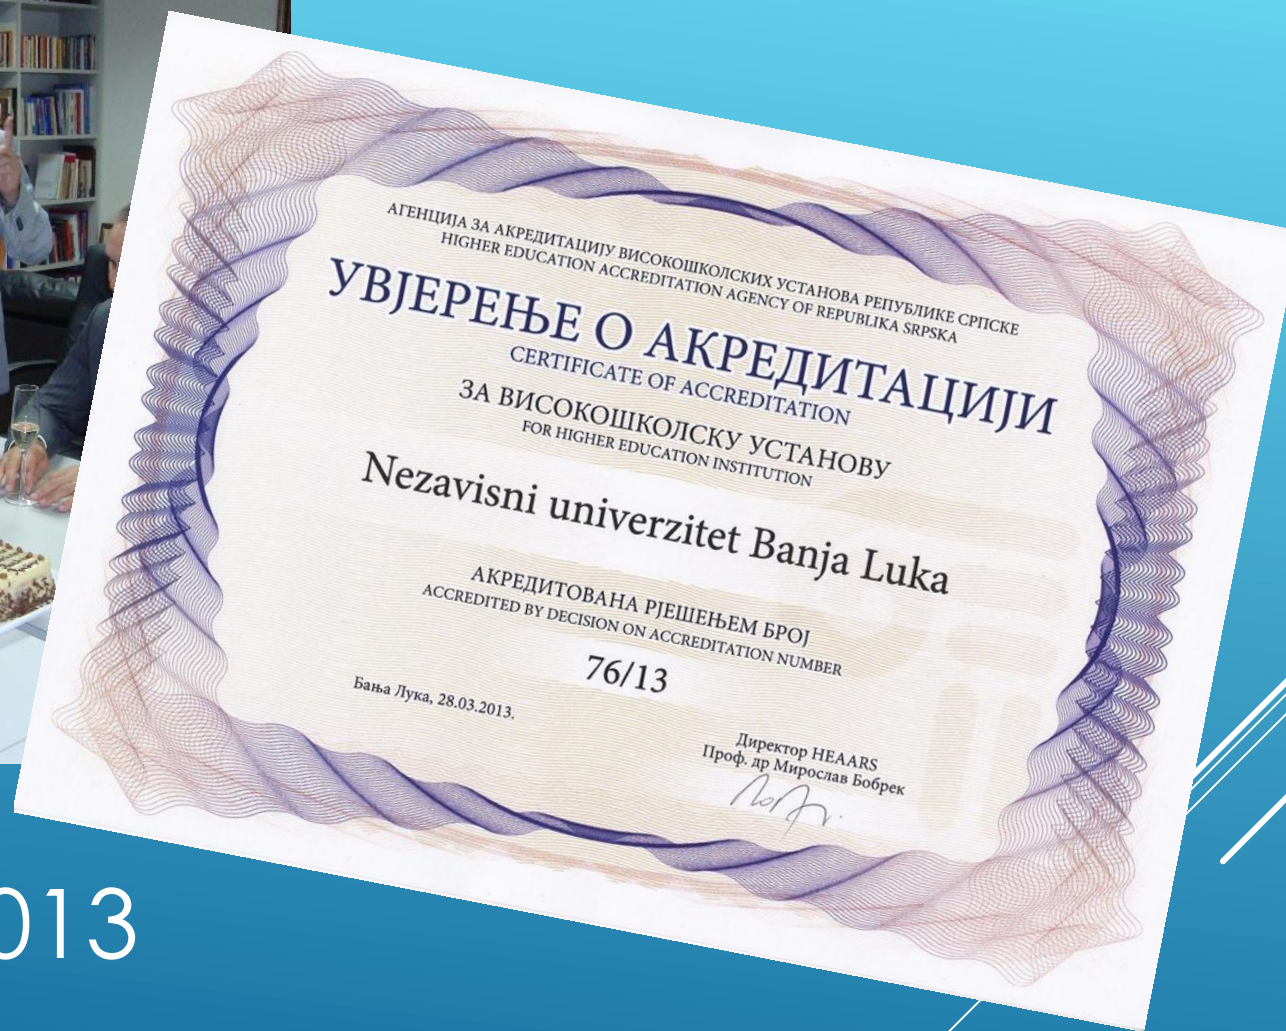 АГЕНЦИЈА ЗА АКРЕДИТАЦИЈУ ВИСОКОШКОЛСКИХ УСТАНОВА РЕПУБЛИКЕ СРПСКЕ
HIGHER EDUCATION ACCREDITATION AGENCY OF REPUBLIKA SRPSKA
УВЈЕРЕЊЕ О АКРЕДИТАЦИЈИ
CERTIFICATE OF ACCREDITATION
ЗА ВИСОКОШКОЛСКУ УСТАНОВУ
FOR HIGHER EDUCATION INSTITUTION
Nezavisni univerzitet Banja Luka
АКРЕДИТОВАНА РЈЕШЕЊЕМ БРОЈ
ACCREDITED BY DECISION ON ACCREDITATION NUMBER
76/13
Бања Лука, 28.03.2013.
Директор HEAARS
Проф. др Мирослав Бобрек
013